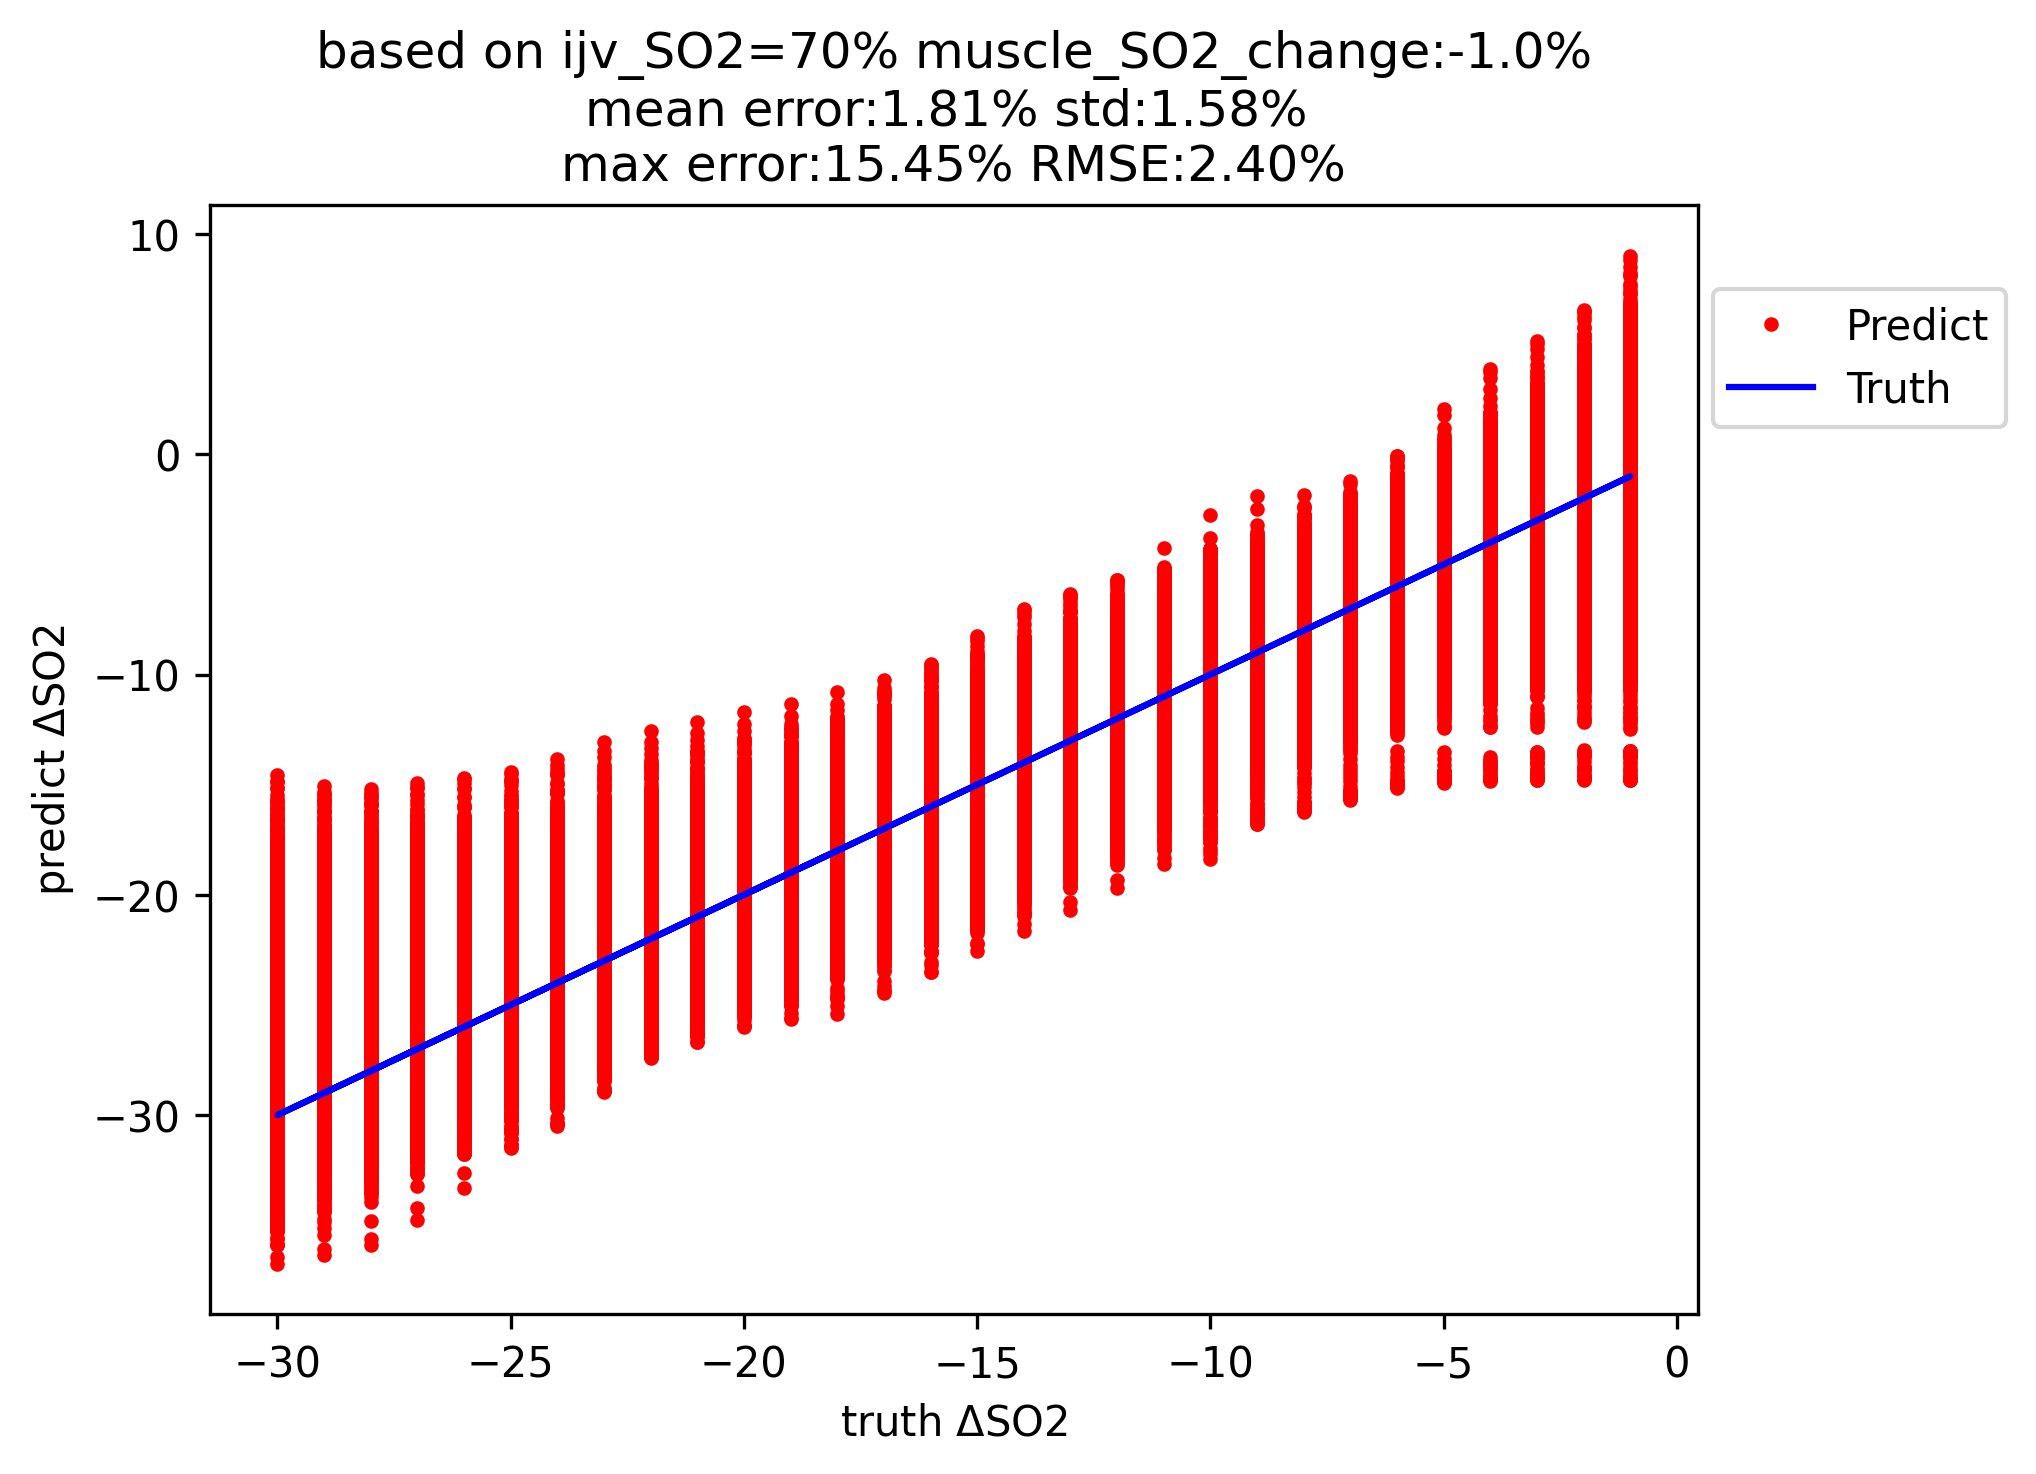 based on ijv_SO2=70% muscle_SO2_change:-1.0%
mean error:1.81% std:1.58%
max error:15.45% RMSE:2.40%
10
0
−10
−20
−30
predict ΔSO2
Predict
Truth
−30 −25 −20 −15 −10 −5 0
truth ΔSO2